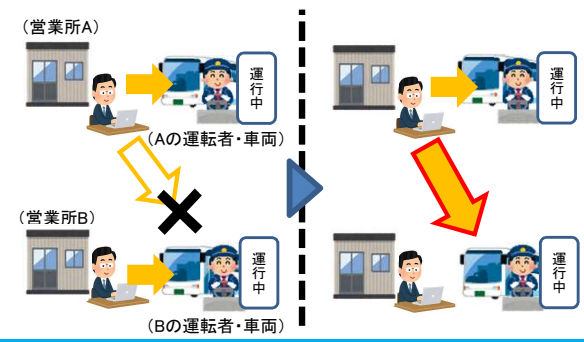 （営業所A）
運行中
運行中
（Aの運転者・車両）
（営業所B）
運行中
運行中
（Bの運転者・車両）